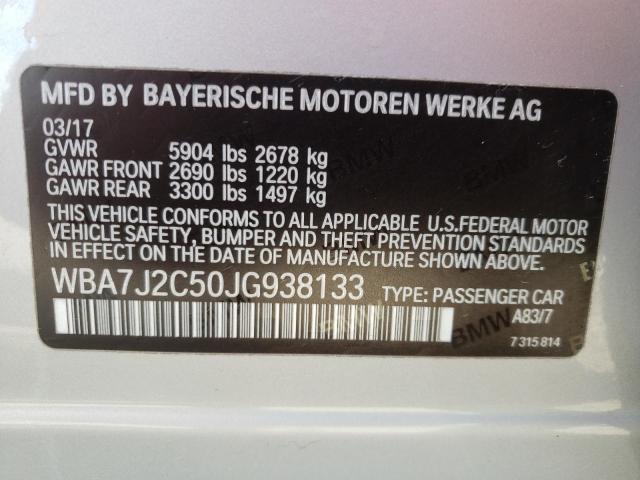 MFD BY BAYERISCHE MOTOREN WERKE AG
03/17
GVWR 5904 lbs 2678 kg
GAWR FRONT 2690 lbs 1220 kg
GAWR REAR 3300 lbs 1497 kg
THIS VEHICLE CONFORMS TO ALL APPLICABLE U.S.FEDERAL MOTOR
VEHICLE SAFETY, BUMPER AND THEFT PREVENTION STANDARDS
IN EFFECT ON THE DATE OF MANUFACTURE SHOWN ABOVE.
WBA7J2C50JG938133 TYPE: PASSENGER CAR
A83/7
7 315 814
BMW
BMW
BMW